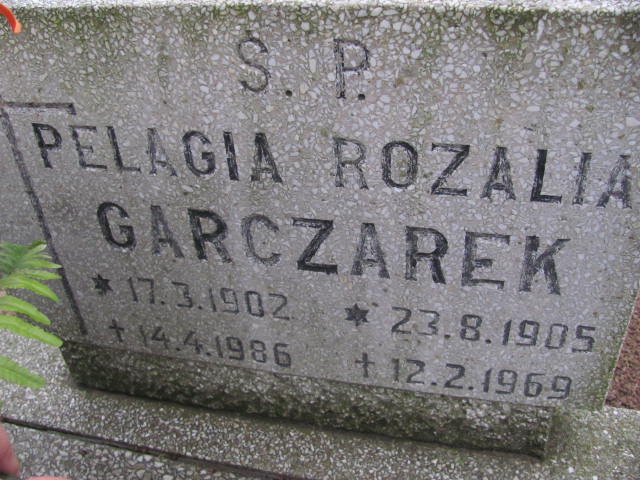 Ś. P.
PELAGIA ROZALIA
GARCZAREK
* 17.3.1902 * 23.8.1905
+ 14.4.1986 + 12.2.1969